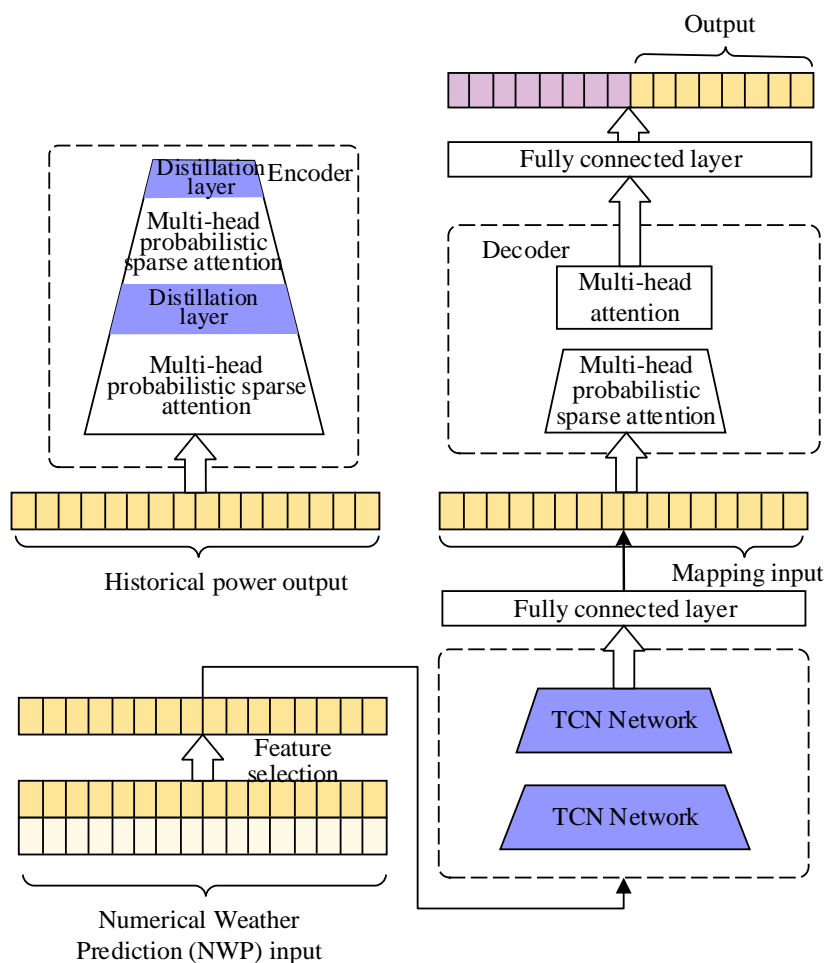 Output
Fully connected layer
Distillation
layer
Encoder
Multi-head
probabilistic
sparse attention
Distillation
layer
Multi-head
probabilistic sparse
attention
Decoder
Multi-head
attention
Multi-head
probabilistic
sparse attention
Historical power output
Mapping input
Fully connected layer
TCN Network
TCN Network
Feature
selection
Numerical Weather
Prediction (NWP) input